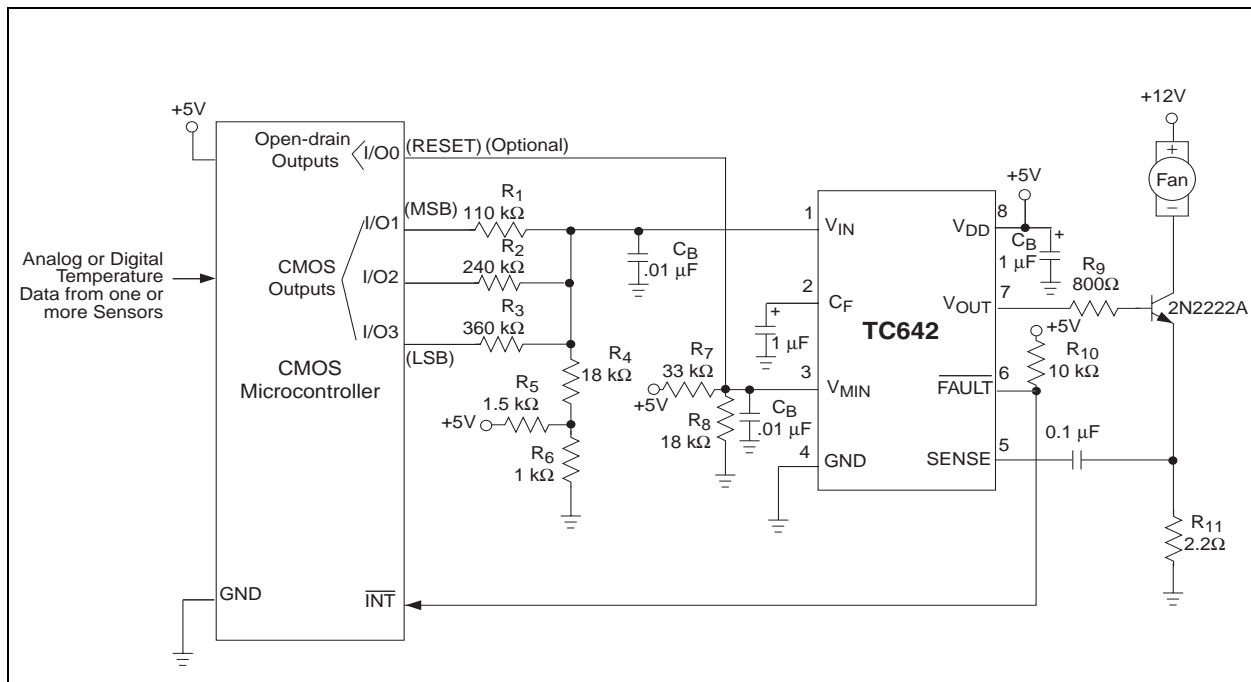 +5V
Open-drain
Outputs
I/O0
(RESET) (Optional)
R1
110 kΩ
(MSB)
I/O1
R2
240 kΩ
I/O2
CMOS
Outputs
R3
360 kΩ
I/O3
(LSB)
Analog or Digital
Temperature
Data from one or
more Sensors
CMOS
Microcontroller
GND
INT
R4
18 kΩ
R5
1.5 kΩ
+5V
R6
1 kΩ
CB
.01 µF
1 µF
+
R7
33 kΩ
+5V
R8
18 kΩ
CB
.01 µF
1
VIN
2
CF
3
VMIN
4
GND
TC642
8
VDD
7
VOUT
6
FAULT
5
SENSE
+5V
CB
1 µF
+
R9
800Ω
+5V
R10
10 kΩ
0.1 µF
+12V
+
Fan
−
2N2222A
R11
2.2Ω